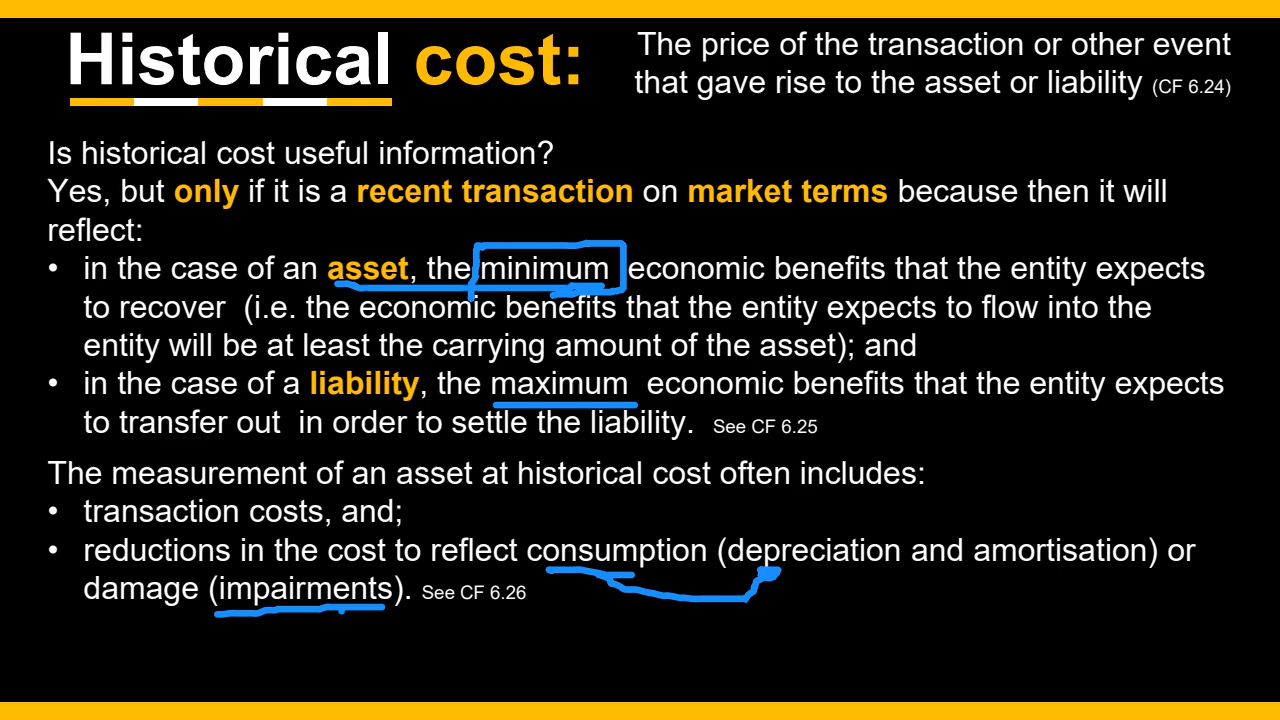 Historical cost:
The price of the transaction or other event
that gave rise to the asset or liability (CF 6.24)
Is historical cost useful information?
Yes, but only if it is a recent transaction on market terms because then it will
reflect:
• in the case of an asset, the minimum economic benefits that the entity expects
to recover (i.e. the economic benefits that the entity expects to flow into the
entity will be at least the carrying amount of the asset); and
• in the case of a liability, the maximum economic benefits that the entity expects
to transfer out in order to settle the liability. See CF 6.25
The measurement of an asset at historical cost often includes:
• transaction costs, and;
• reductions in the cost to reflect consumption (depreciation and amortisation) or
damage (impairments). See CF 6.26